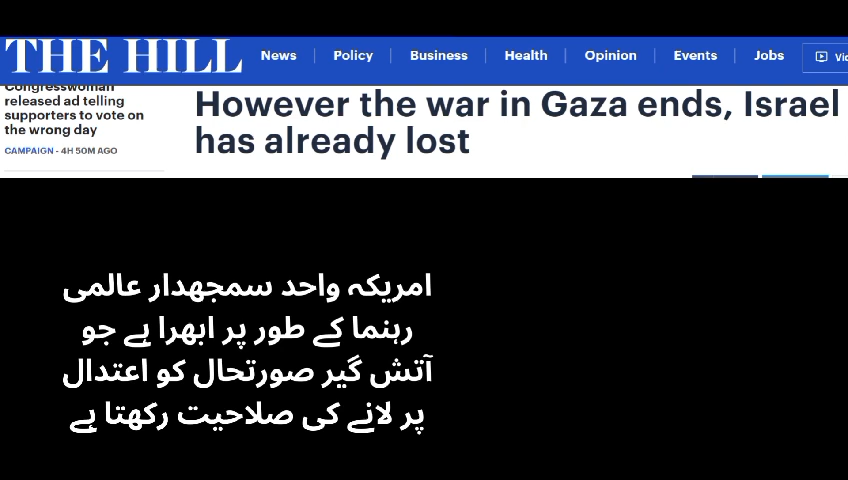 THE HILL
News | Policy | Business | Health | Opinion | Events | Jobs
Congresswoman
released ad telling
supporters to vote on
the wrong day
CAMPAIGN - 4H 50M AGO
However the war in Gaza ends, Israel
has already lost
امریکہ واحد سمجھدار عالمی
رہنما کے طور پر ابھرا ہے جو
آتش گیر صورتحال کو اعتدال
پر لانے کی صلاحیت رکھتا ہے